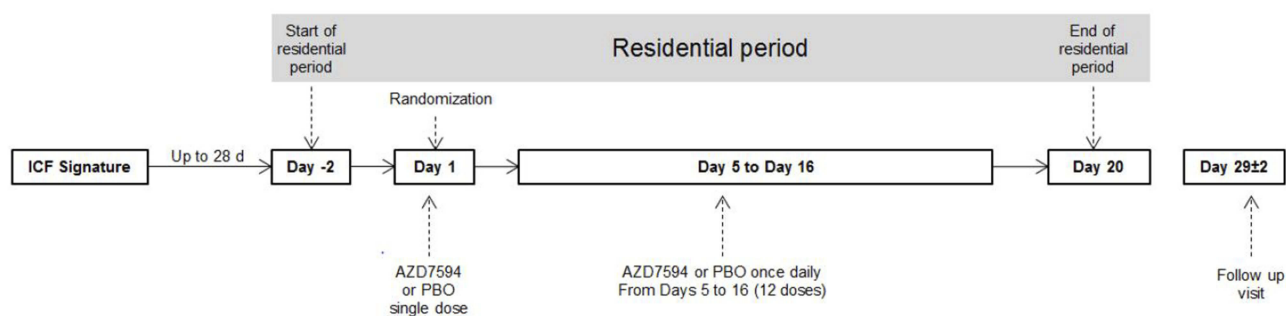 Start of
residential
period
Residential period
End of
residential
period
Randomization
ICF Signature
Up to 28 d
Day -2
Day 1
Day 5 to Day 16
Day 20
Day 29±2
AZD7594
or PBO
single dose
AZD7594 or PBO once daily
From Days 5 to 16 (12 doses)
Follow up
visit